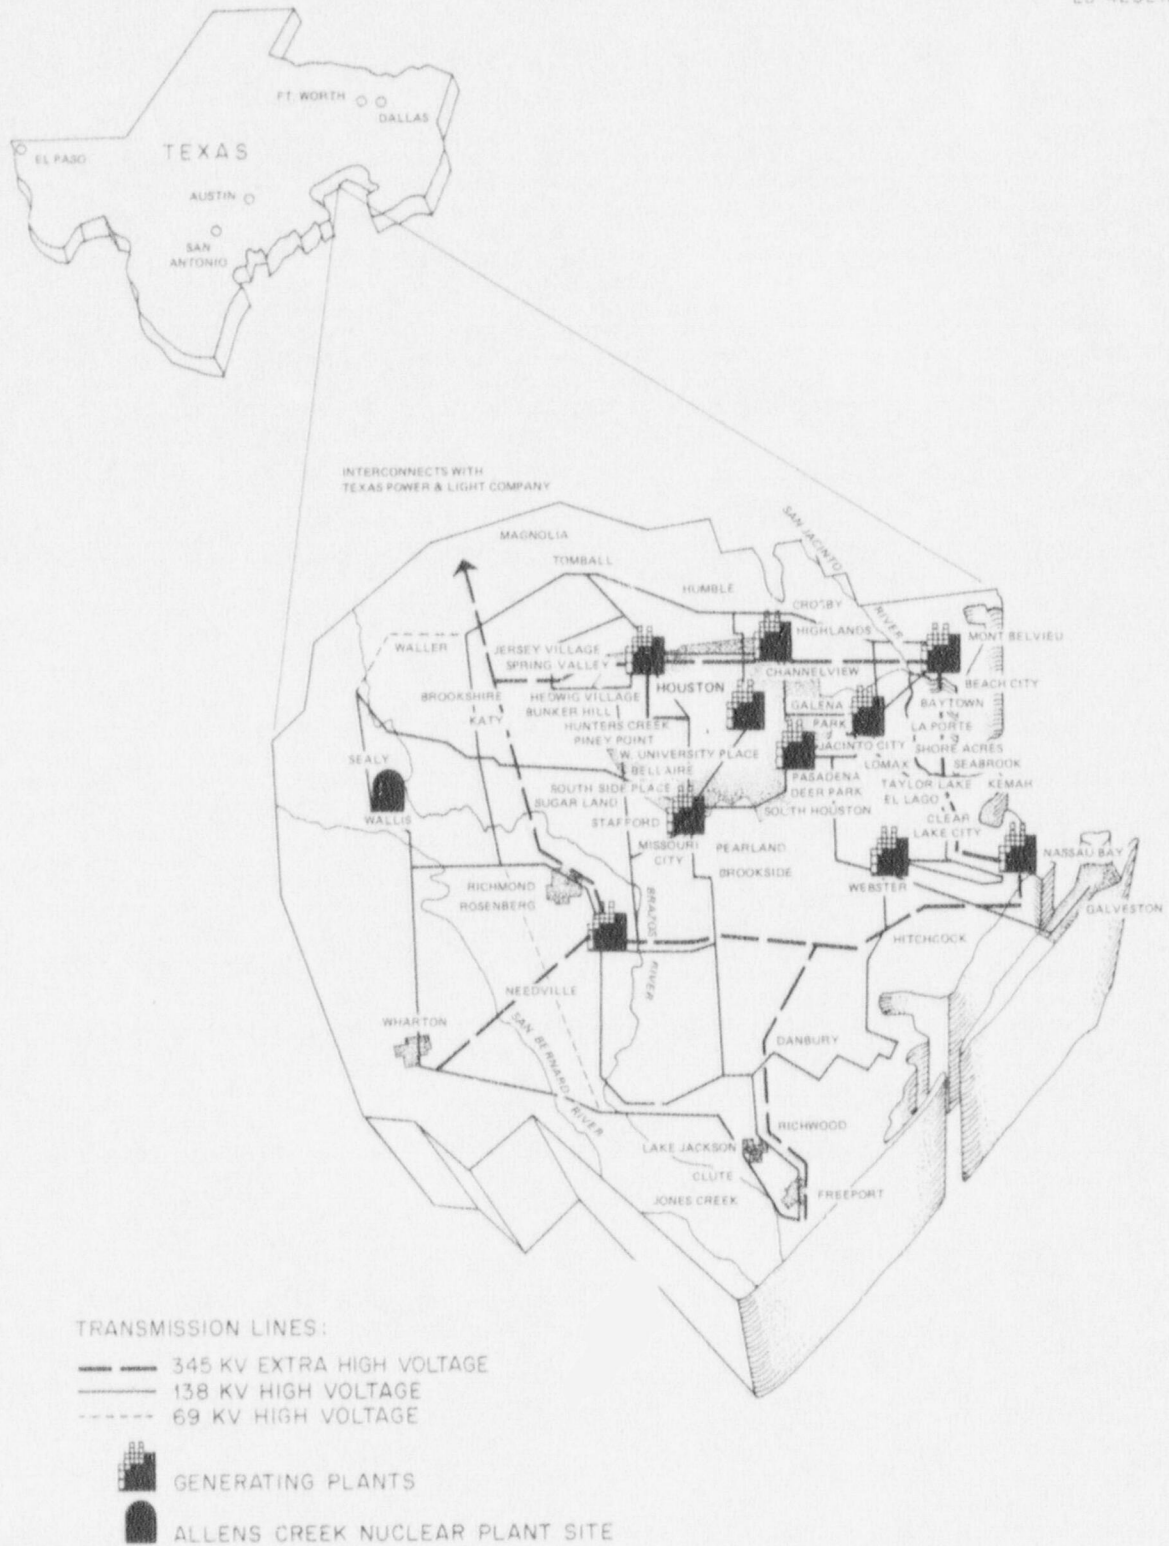 FT. WORTH
DALLAS
EL PASO
TEXAS
AUSTIN
SAN
ANTONIO
INTERCONNECTS WITH
TEXAS POWER & LIGHT COMPANY
MAGNOLIA
SAN JACINTO
RIVER
TOMBALL
HUMBLE
CROSBY
HIGHLANDS
WALLER
JERSEY VILLAGE
SPRING VALLEY
MONT BELVIEU
CHANNELVIEW
BEACH CITY
BROOKSHIRE
HEDWIG VILLAGE
HOUSTON
BAYTOWN
KATY
BUNKER HILL
GALENA
PARK
HUNTERS CREEK
LA PORTE
PINEY POINT
JACINTO CITY
SHORE ACRES
SEALY
W. UNIVERSITY PLACE
LOMAX
SEABROOK
BELLAIRE
PASADENA
TAYLOR LAKE
KEMAH
SOUTH SIDE PLACE
DEER PARK
EL LAGO
SUGAR LAND
SOUTH HOUSTON
WALLIS
STAFFORD
CLEAR
LAKE CITY
MISSOURI
CITY
PEARLAND
NASSAU BAY
BROOKSIDE
RICHMOND
WEBSTER
ROSENBERG
GALVESTON
BRAZOS
RIVER
HITCHCOCK
NEEDVILLE
WHARTON
SAN BERNARD RIVER
DANBURY
RICHWOOD
LAKE JACKSON
CLUTE
FREEPORT
JONES CREEK
TRANSMISSION LINES:
345 KV EXTRA HIGH VOLTAGE
138 KV HIGH VOLTAGE
69 KV HIGH VOLTAGE
GENERATING PLANTS
ALLENS CREEK NUCLEAR PLANT SITE